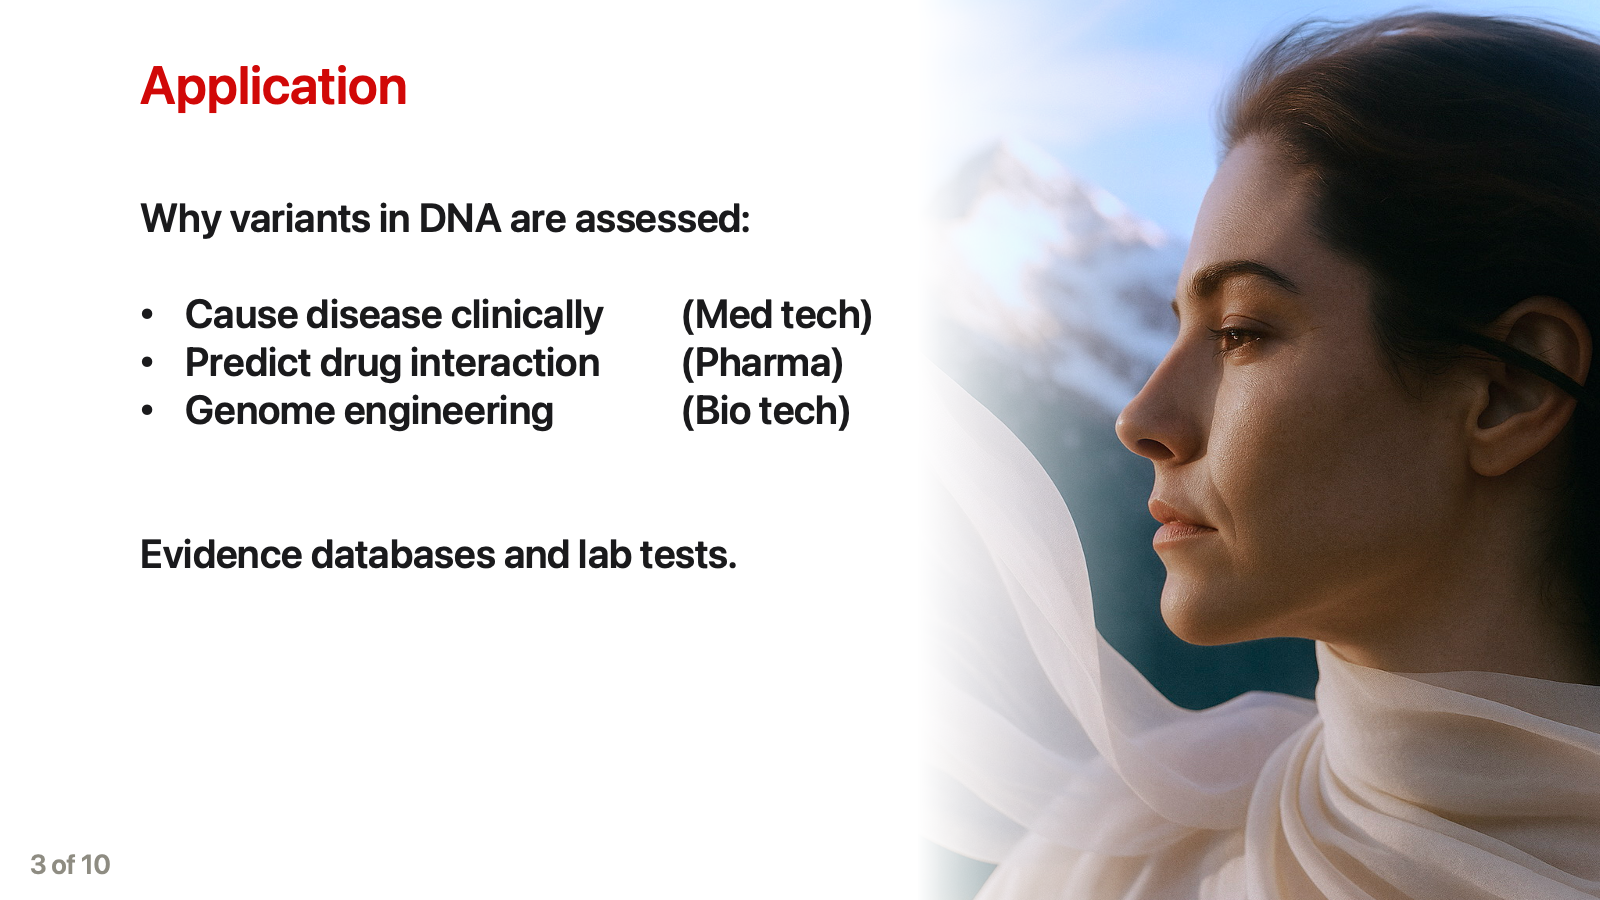 Application
Why variants in DNA are assessed:
• Cause disease clinically (Med tech)
• Predict drug interaction (Pharma)
• Genome engineering (Bio tech)
Evidence databases and lab tests.
3 of 10